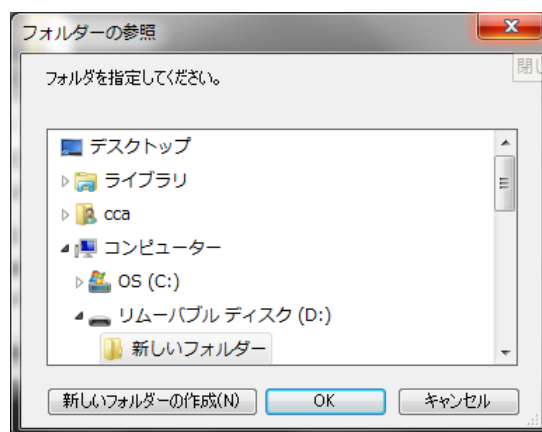 フォルダーの参照
フォルダを指定してください。
デスクトップ
ライブラリ
cca
コンピューター
OS (C:)
リムーバブル ディスク (D:)
新しいフォルダー
新しいフォルダーの作成(N)
OK
キャンセル